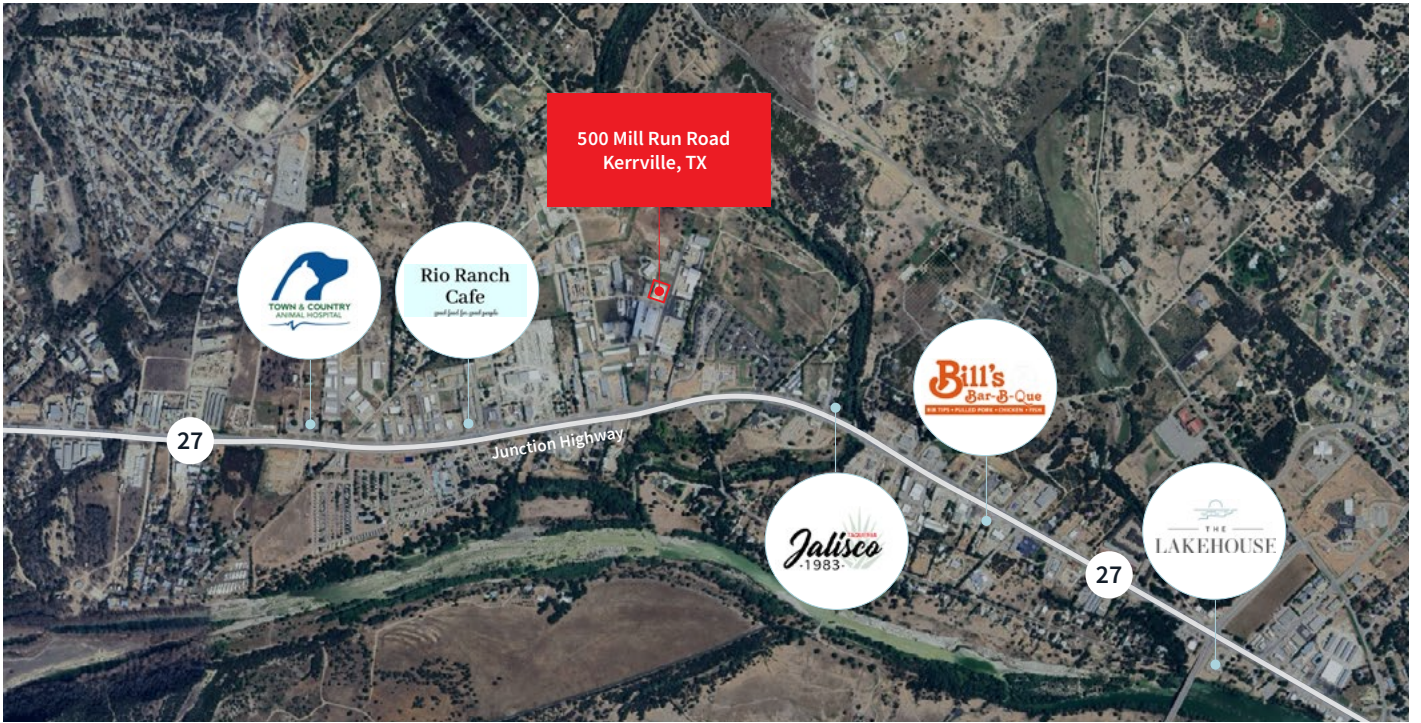 500 Mill Run Road
Kerrville, TX
TOWN & COUNTRY
ANIMAL HOSPITAL
Rio Ranch
Cafe
good food for good people
Bill's
Bar-B-Que
RIB TIPS • PULLED PORK • CHICKEN • FISH
27
Junction Highway
Jalisco
·1983·
THE
LAKEHOUSE
27